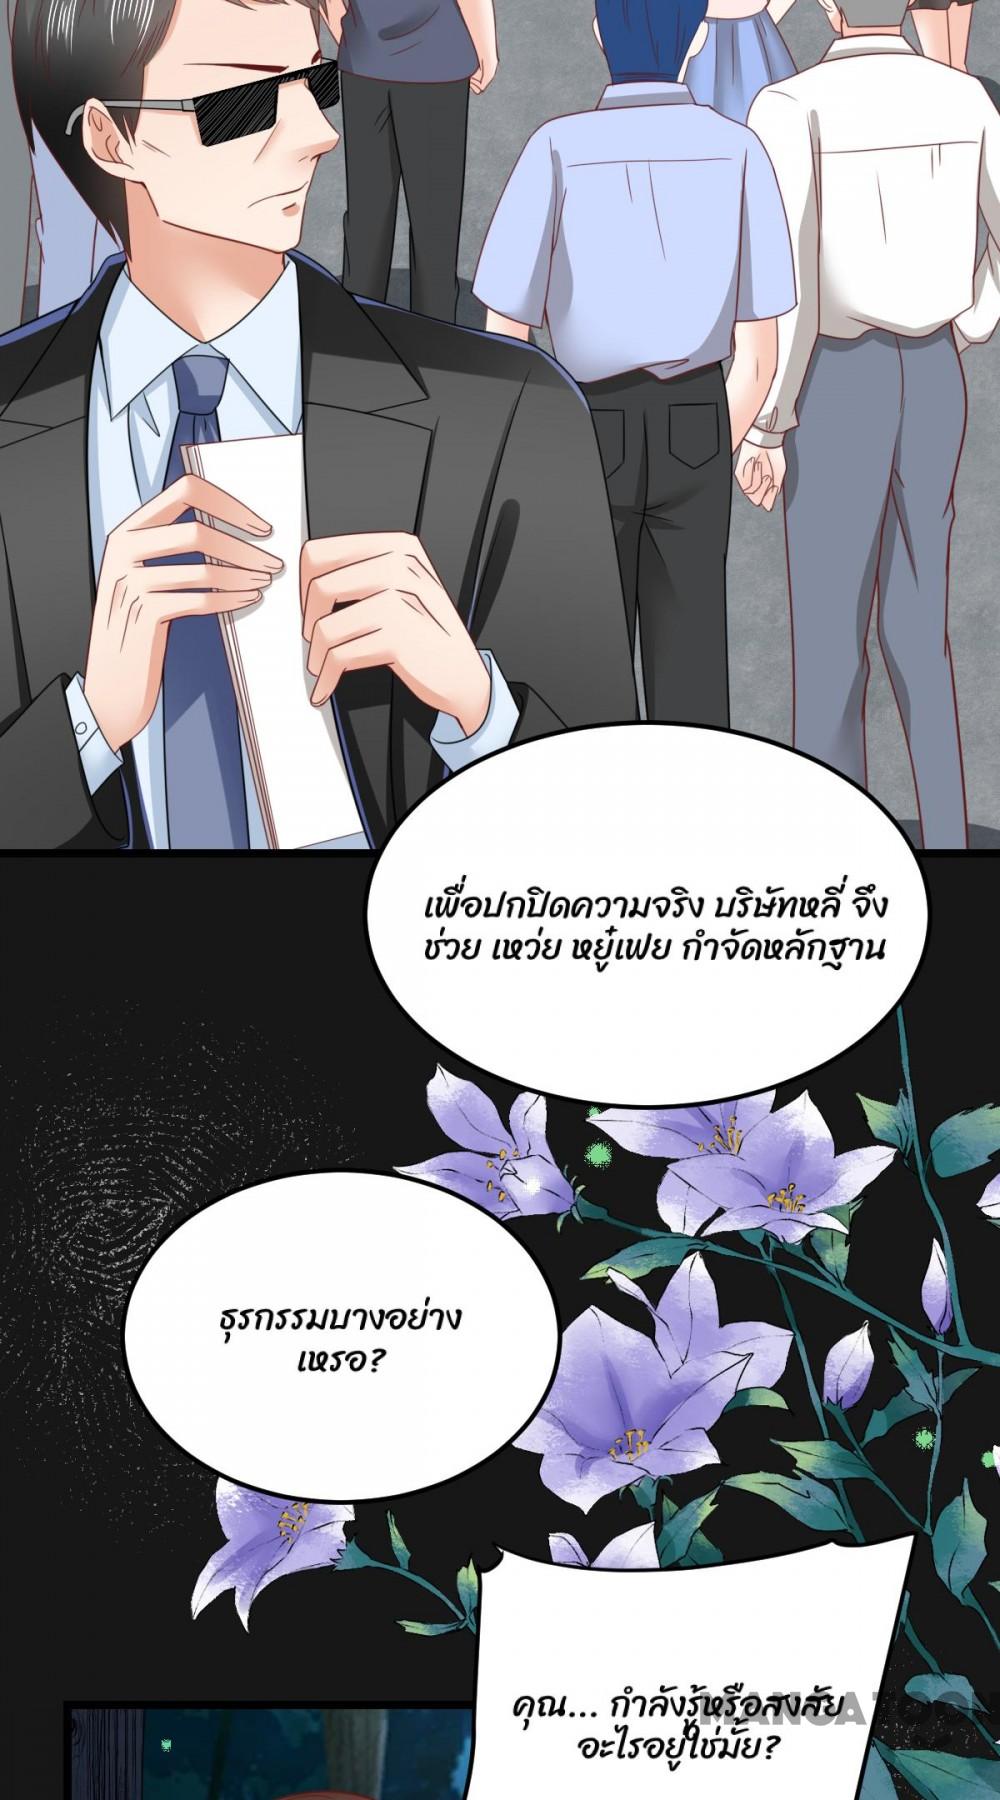 เพื่อปกปิดความจริง บริษัทหลี่ จึง
ช่วย เหว่ย หยู๋เฟย กำจัดหลักฐาน
ธุรกรรมบางอย่าง
เหรอ?
คุณ... กำลังรู้หรือสงสัย
อะไรอยู่ใช่มั้ย?
MANGATOON